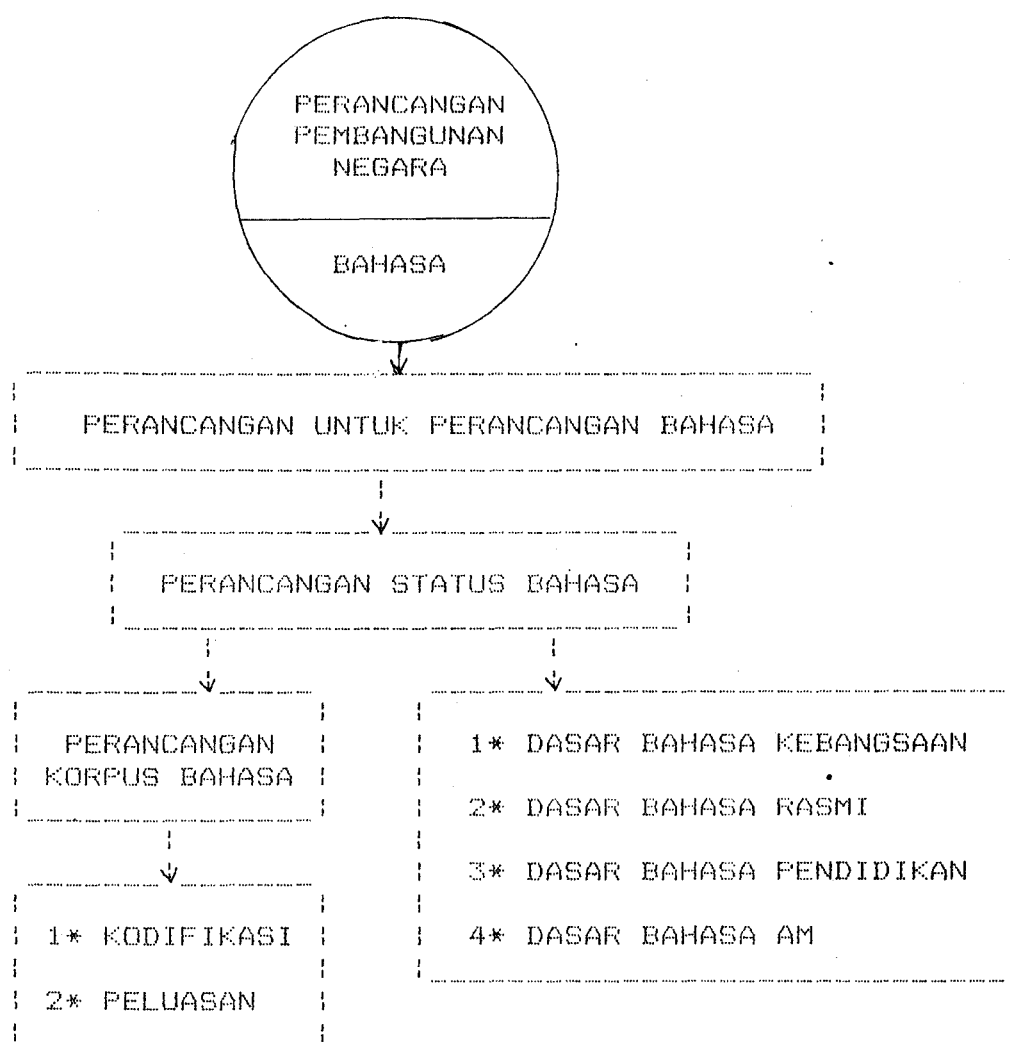 PERANCANGAN
PEMBANGUNAN
NEGARA
BAHASA
PERANCANGAN UNTUK PERANCANGAN BAHASA
PERANCANGAN STATUS BAHASA
PERANCANGAN
KORPUS BAHASA
1* KODIFIKASI
2* PELUASAN
1* DASAR BAHASA KEBANGSAAN
2* DASAR BAHASA RASMI
3* DASAR BAHASA PENDIDIKAN
4* DASAR BAHASA AM